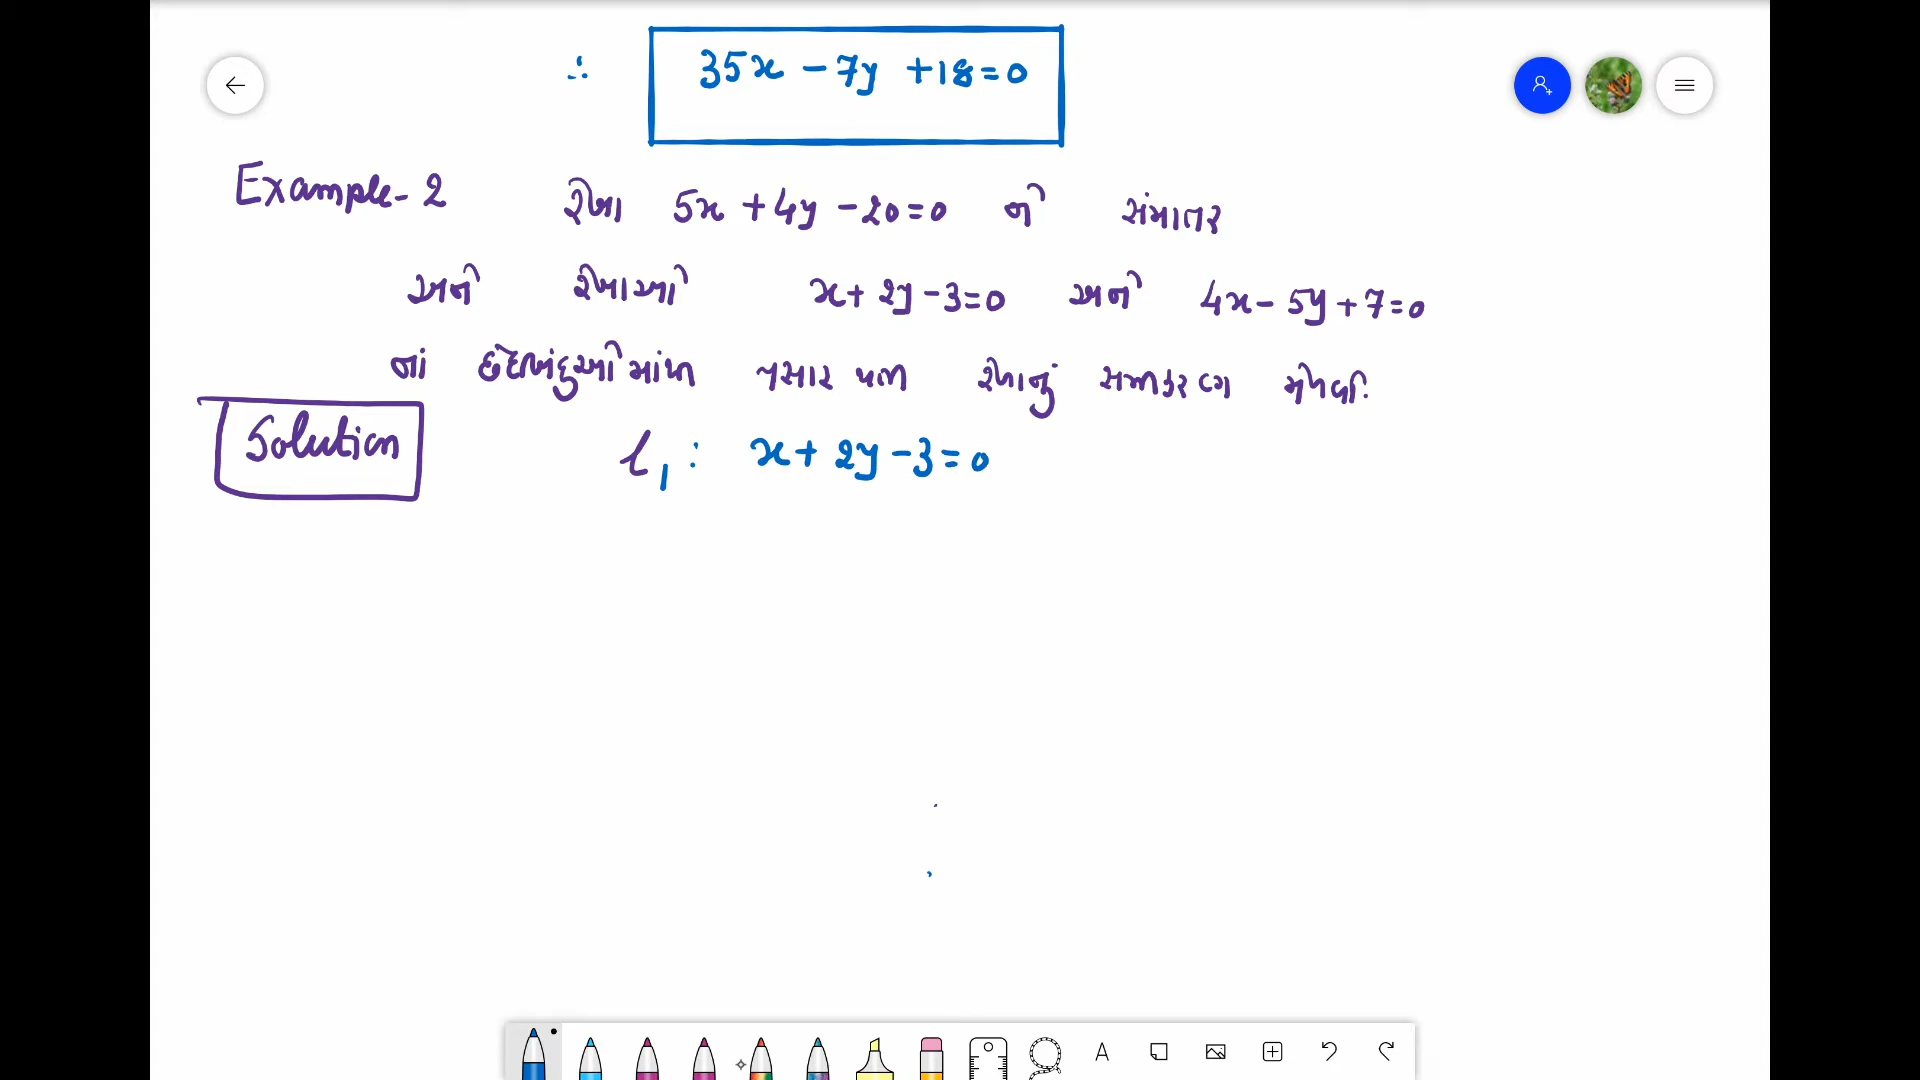 ∴ 35x - 7y + 18 = 0
Example-2 રેખા 5x + 4y - 20 = 0 ને સંમાતર
અને રેખાઓ x + 2y - 3 = 0 અને 4x - 5y + 7 = 0
નાં છેદબિંદુઓમાંથી પસાર થતી રેખાનું સમીકરણ મેળવો.
Solution l₁ : x + 2y - 3 = 0